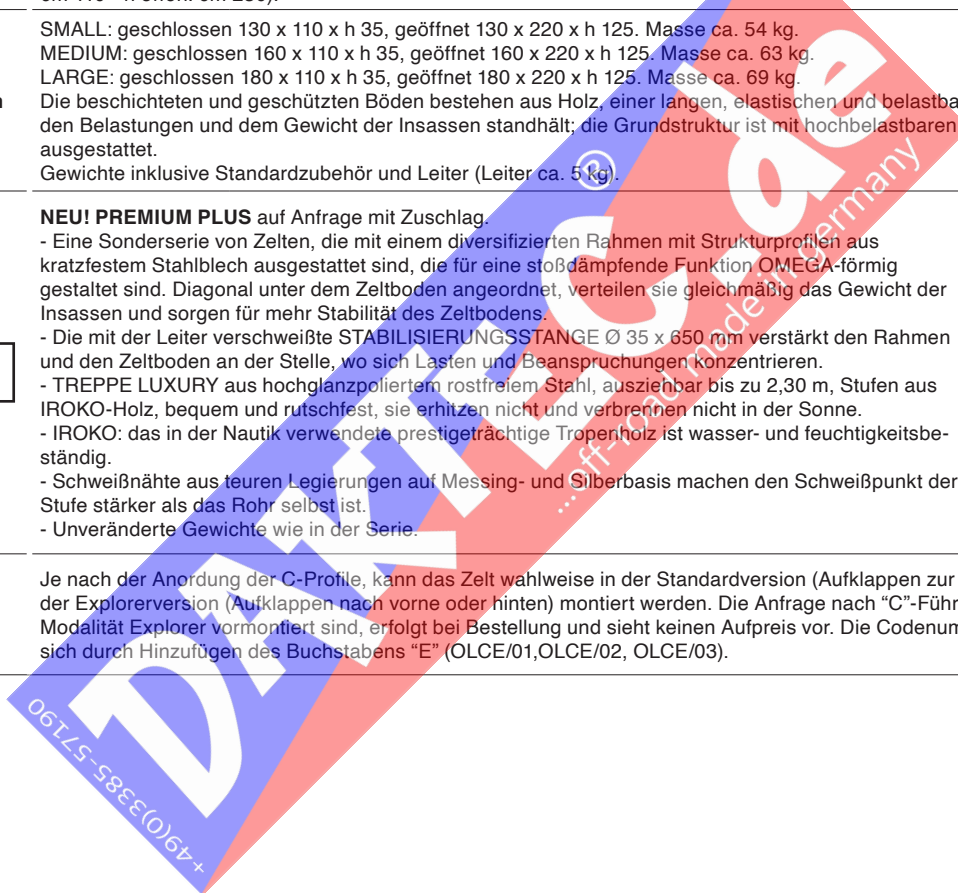 SMALL: geschlossen 130 x 110 x h 35, geöffnet 130 x 220 x h 125. Masse ca. 54 kg.
MEDIUM: geschlossen 160 x 110 x h 35, geöffnet 160 x 220 x h 125. Masse ca. 63 kg.
LARGE: geschlossen 180 x 110 x h 35, geöffnet 180 x 220 x h 125. Masse ca. 69 kg.
Die beschichteten und geschützten Böden bestehen aus Holz, einer langen, elastischen und belastba
den Belastungen und dem Gewicht der Insassen standhält; die Grundstruktur ist mit hochbelastbaren
ausgestattet.
Gewichte inklusive Standardzubehör und Leiter (Leiter ca. 5 kg).
NEU! PREMIUM PLUS auf Anfrage mit Zuschlag.
- Eine Sonderserie von Zelten, die mit einem diversifizierten Rahmen mit Strukturprofilen aus
kratzfestem Stahlblech ausgestattet sind, die für eine stoßdämpfende Funktion OMEGA-förmig
gestaltet sind. Diagonal unter dem Zeltboden angeordnet, verteilen sie gleichmäßig das Gewicht der
Insassen und sorgen für mehr Stabilität des Zeltbodens.
- Die mit der Leiter verschweißte STABILISIERUNGSSTANGE Ø 35 x 650 mm verstärkt den Rahmen
und den Zeltboden an der Stelle, wo sich Lasten und Beanspruchungen konzentrieren.
- TREPPE LUXURY aus hochglanzpoliertem rostfreiem Stahl, ausziehbar bis zu 2,30 m, Stufen aus
IROKO-Holz, bequem und rutschfest, sie erhitzen nicht und verbrennen nicht in der Sonne.
- IROKO: das in der Nautik verwendete prestigeträchtige Tropenholz ist wasser- und feuchtigkeitsbe-
ständig.
- Schweißnähte aus teuren Legierungen auf Messing- und Silberbasis machen den Schweißpunkt der
Stufe stärker als das Rohr selbst ist.
- Unveränderte Gewichte wie in der Serie.
Je nach der Anordung der C-Profile, kann das Zelt wahlweise in der Standardversion (Aufklappen zur
der Explorerversion (Aufklappen nach vorne oder hinten) montiert werden. Die Anfrage nach "C"-Führ
Modalität Explorer vormontiert sind, erfolgt bei Bestellung und sieht keinen Aufpreis vor. Die Codenum
sich durch Hinzufügen des Buchstabens "E" (OLCE/01,OLCE/02, OLCE/03).
DAKTEC.de
®
...off-road made in germany
+49(0)3385-57190